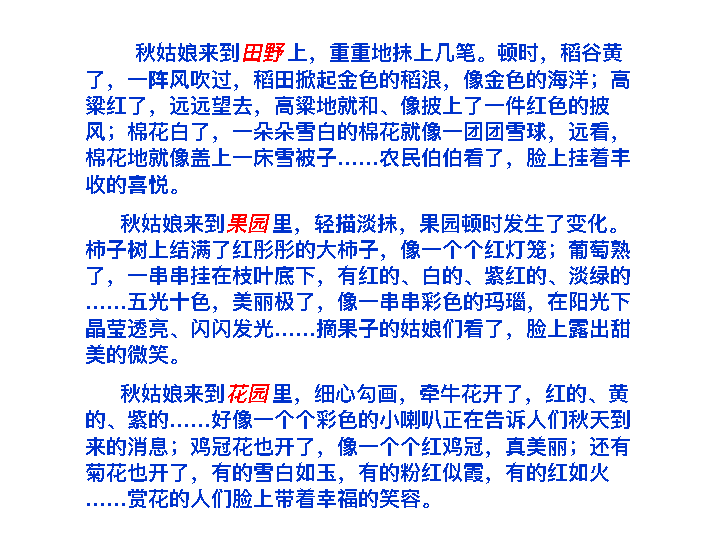 秋姑娘来到田野上，重重地抹上几笔。顿时，稻谷黄
了，一阵风吹过，稻田掀起金色的稻浪，像金色的海洋；高
粱红了，远远望去，高粱地就和、像披上了一件红色的披
风；棉花白了，一朵朵雪白的棉花就像一团团雪球，远看，
棉花地就像盖上一床雪被子……农民伯伯看了，脸上挂着丰
收的喜悦。
秋姑娘来到果园里，轻描淡抹，果园顿时发生了变化。
柿子树上结满了红彤彤的大柿子，像一个个红灯笼；葡萄熟
了，一串串挂在枝叶底下，有红的、白的、紫红的、淡绿的
……五光十色，美丽极了，像一串串彩色的玛瑙，在阳光下
晶莹透亮、闪闪发光……摘果子的姑娘们看了，脸上露出甜
美的微笑。
秋姑娘来到花园里，细心勾画，牵牛花开了，红的、黄
的、紫的……好像一个个彩色的小喇叭正在告诉人们秋天到
来的消息；鸡冠花也开了，像一个个红鸡冠，真美丽；还有
菊花也开了，有的雪白如玉，有的粉红似霞，有的红如火
……赏花的人们脸上带着幸福的笑容。